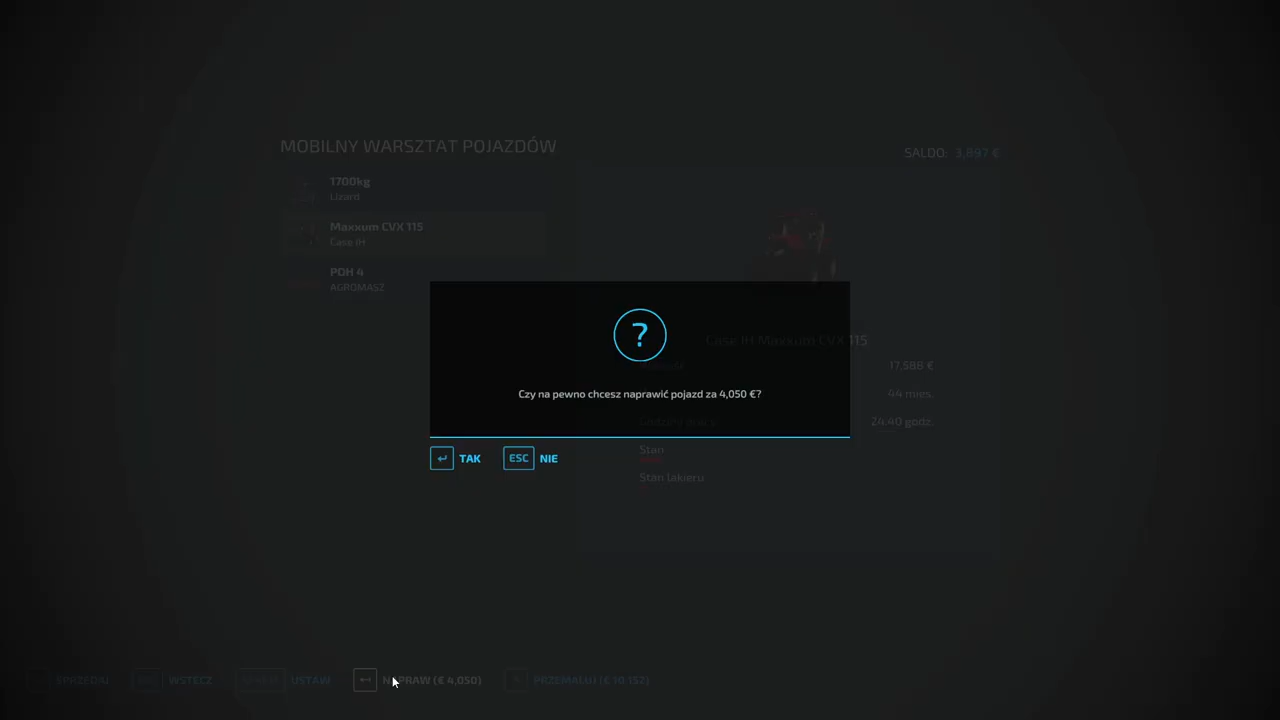 MOBILNY WARSZTAT POJAZDÓW
SALDO: 3,897 €
1700kg
Lizard
Maxxum CVX 115
Case IH
POH 4
AGROMASZ
?
Case IH Maxxum CVX 115
17,588 €
Czy na pewno chcesz naprawić pojazd za 4,050 €?
44 mies.
24:40 godz.
Stan
TAK
ESC NIE
Stan lakieru
SPRZEDAJ
WSTECZ
USTAW
NAPRAW (€ 4,050)
PRZEMALUJ (€ 10,152)